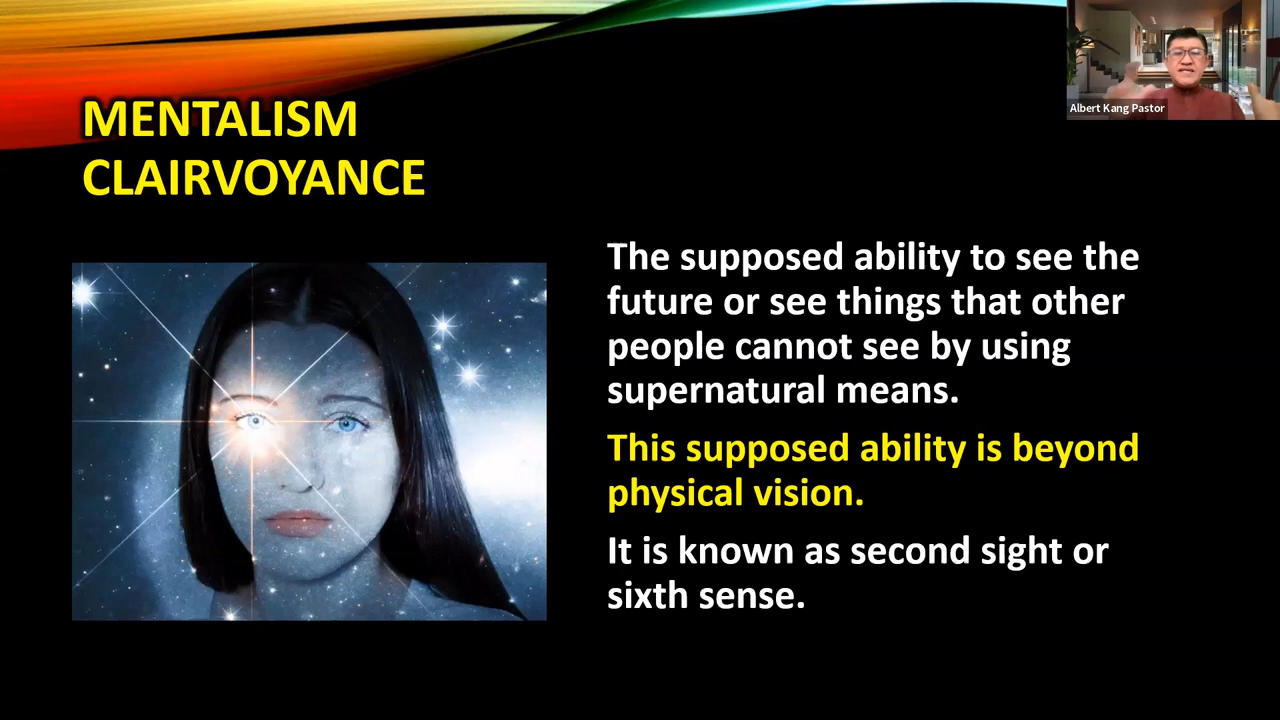 Albert Kang Pastor
MENTALISM
CLAIRVOYANCE
The supposed ability to see the
future or see things that other
people cannot see by using
supernatural means.
This supposed ability is beyond
physical vision.
It is known as second sight or
sixth sense.